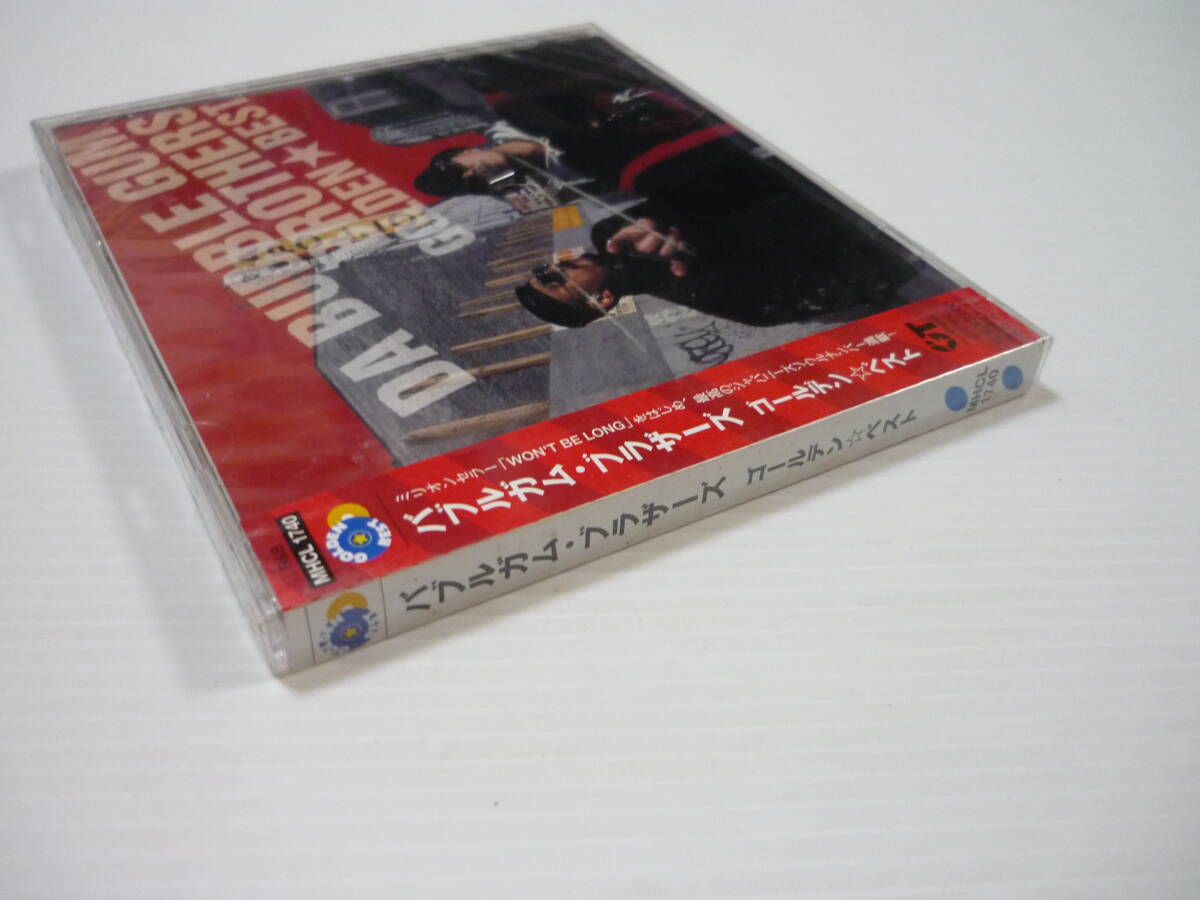 DA BUBBLE GUM
BROTHERS
GOLDEN★BEST
ミリオンセラー「WON'T BE LONG」をはじめ、最高のジャパニーズソウルナンバー満載!
バブルガム・ブラザーズ ゴールデン☆ベスト
MHCL 1740
GOLDEN
BEST
GT
バブルガム・ブラザーズ ゴールデン☆ベスト
MHCL
1740